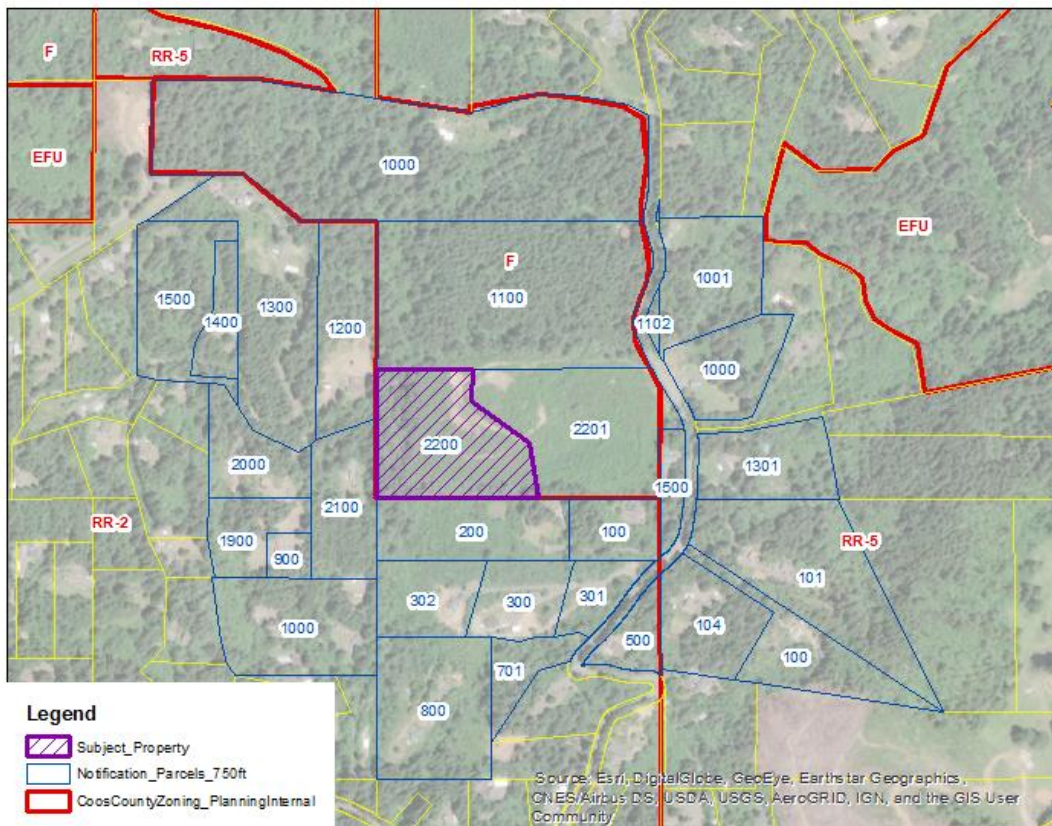 F
RR-5
EFU
1000
EFU
F
1100
1001
1500
1400
1300
1200
1102
1000
2200
2201
2000
1301
1500
2100
RR-2
1900
900
200
100
RR-5
101
302
300
301
1000
500
104
100
701
800
Legend
Subject_Property
Notification_Parcels_750ft
CoosCountyZoning_PlanningInternal
Source: Esri, DigitalGlobe, GeoEye, Earthstar Geographics,
CNES/Airbus DS, USDA, USGS, AeroGRID, IGN, and the GIS User
Community